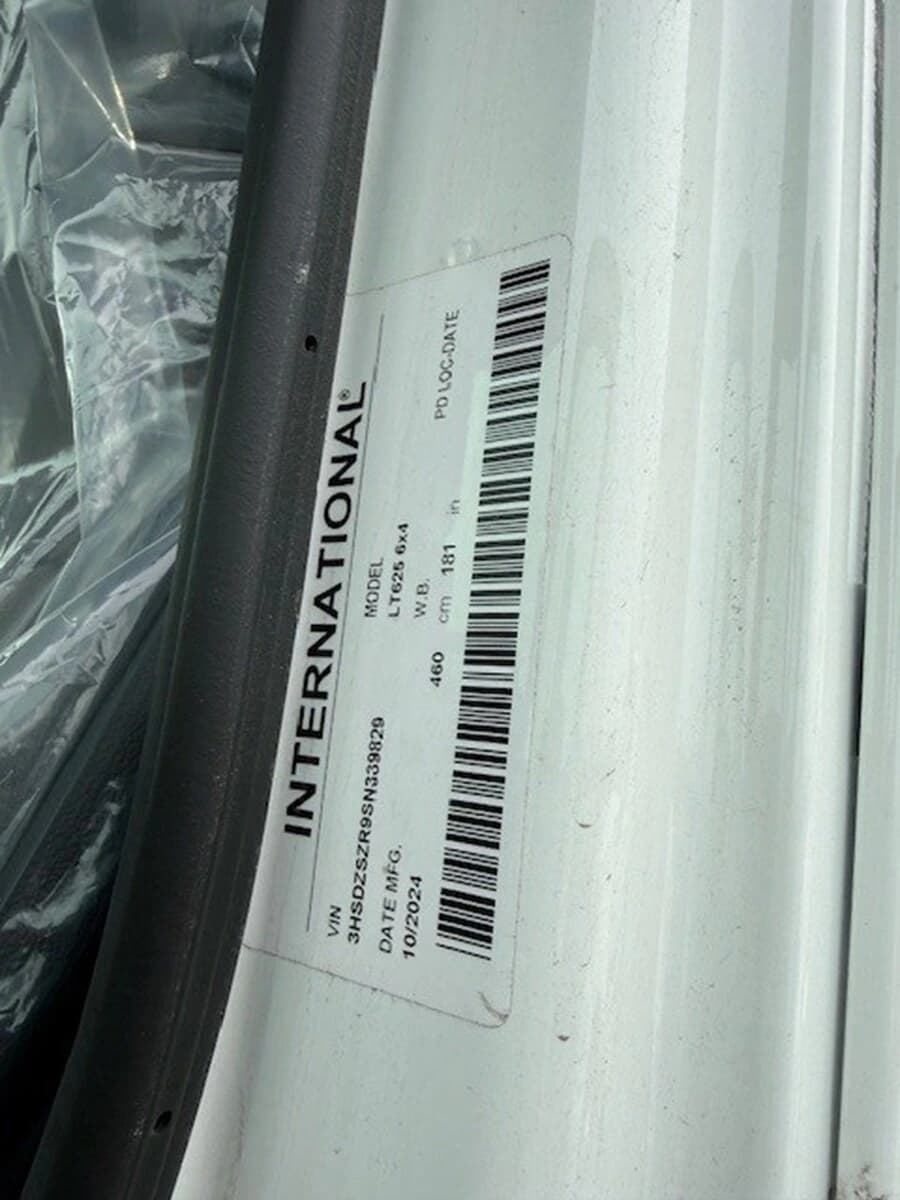 INTERNATIONAL®
VIN
3HSDZSZR9SN339829
MODEL
LT625 6x4
DATE MFG.
10/2024
W.B.
460 cm 181 in
PD LOC-DATE